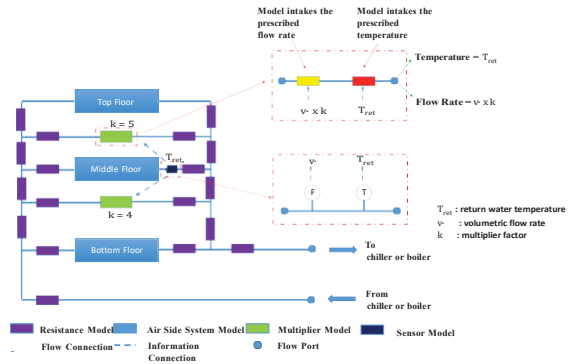 Model intakes the
prescribed
flow rate
Model intakes the
prescribed
temperature
Temperature = Tret
Flow Rate = v· x k
v· x k
Tret
Top Floor
k = 5
Tret,
Middle Floor
k = 4
v·
Tret
F
T
Tret : return water temperature
v· : volumetric flow rate
k : multiplier factor
Bottom Floor
To
chiller or boiler
From
chiller or boiler
Resistance Model
Air Side System Model
Multiplier Model
Sensor Model
Flow Connection
Information
Connection
Flow Port